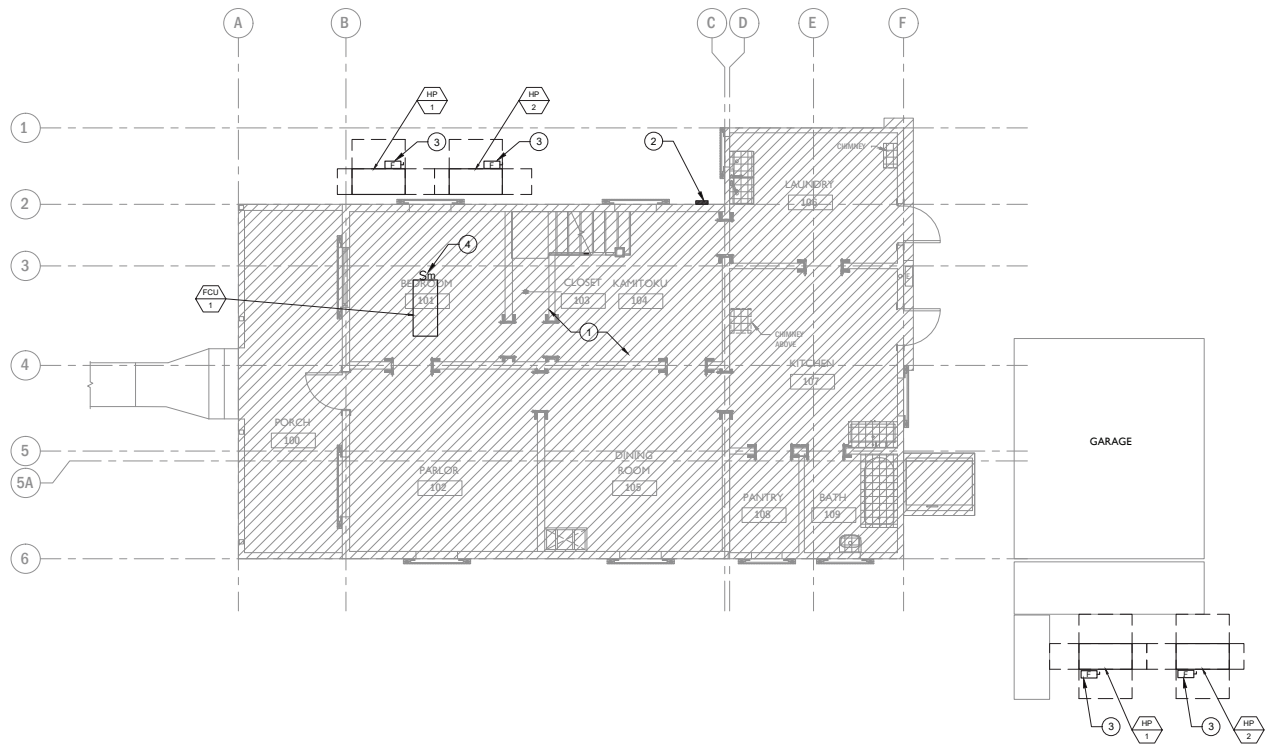 A
B
C
D
E
F
HP
1
HP
2
1
3
3
2
F
F
CHIMNEY
LAUNDRY
106
2
3
4
Sm
BEDROOM
101
CLOSET
103
KAMITOKU
104
FCU
1
1
CHIMNEY
ABOVE
4
KITCHEN
107
PORCH
100
GARAGE
5
5A
PARLOR
102
DINING
ROOM
105
PANTRY
108
BATH
109
6
F
F
3
HP
1
3
HP
2